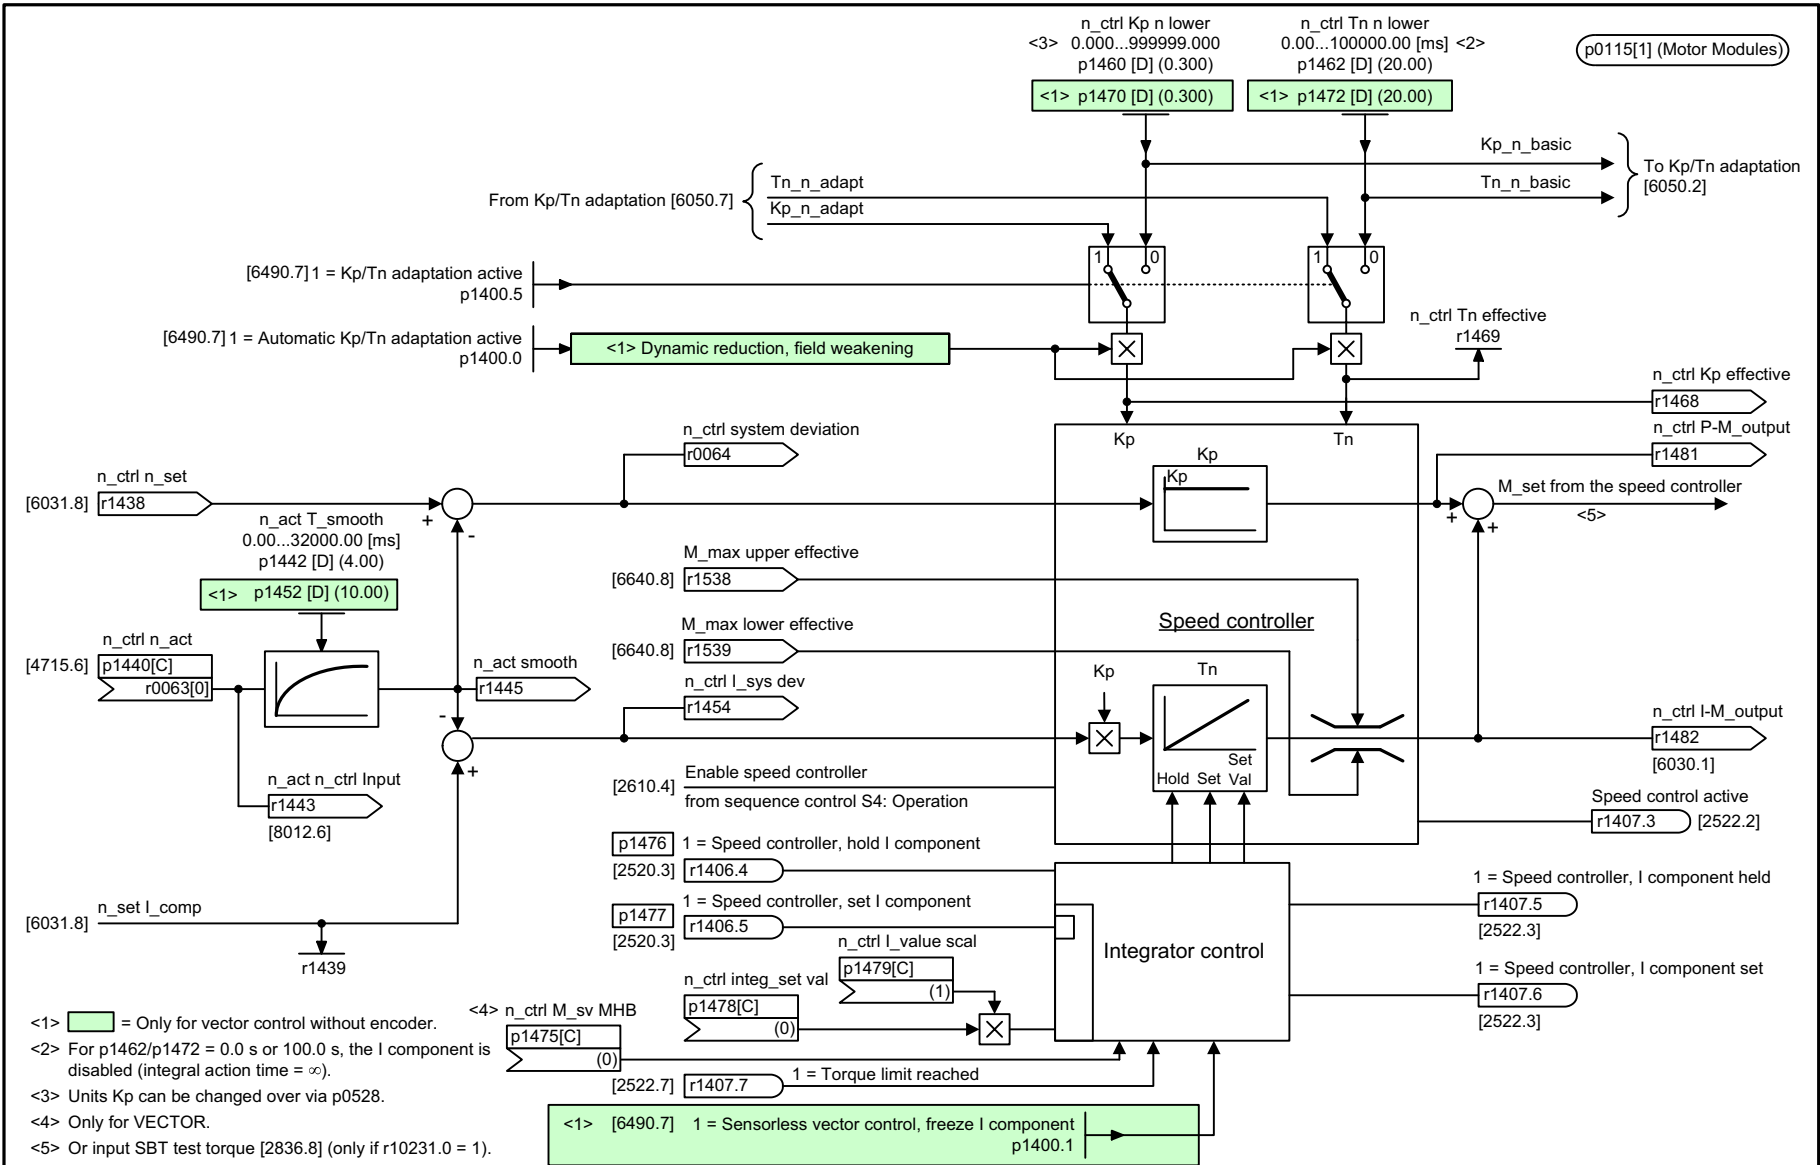 n_ctrl Kp n lower
<3> 0.000...999999.000
p1460 [D] (0.300)
<1> p1470 [D] (0.300)
n_ctrl Tn n lower
0.00...100000.00 [ms] <2>
p1462 [D] (20.00)
<1> p1472 [D] (20.00)
p0115[1] (Motor Modules)
Kp_n_basic
Tn_n_basic
To Kp/Tn adaptation
[6050.2]
From Kp/Tn adaptation [6050.7]
Tn_n_adapt
Kp_n_adapt
1 0
1 0
[6490.7] 1 = Kp/Tn adaptation active
p1400.5
[6490.7] 1 = Automatic Kp/Tn adaptation active
p1400.0
<1> Dynamic reduction, field weakening
n_ctrl Tn effective
r1469
n_ctrl Kp effective
r1468
n_ctrl P-M_output
r1481
n_ctrl system deviation
r0064
Kp
Tn
Kp
Kp
n_ctrl n_set
[6031.8] r1438
+
-
+
+
M_set from the speed controller
<5>
n_act T_smooth
0.00...32000.00 [ms]
p1442 [D] (4.00)
<1> p1452 [D] (10.00)
M_max upper effective
[6640.8] r1538
M_max lower effective
[6640.8] r1539
Speed controller
n_ctrl n_act
[4715.6] p1440[C]
r0063[0]
n_act smooth
r1445
n_ctrl I_sys dev
r1454
Kp
Tn
-
+
Set
Hold Set Val
n_ctrl I-M_output
r1482
[6030.1]
n_act n_ctrl Input
r1443
[8012.6]
[2610.4] Enable speed controller
from sequence control S4: Operation
Speed control active
r1407.3 [2522.2]
p1476 1 = Speed controller, hold I component
[2520.3] r1406.4
p1477 1 = Speed controller, set I component
[2520.3] r1406.5
Integrator control
1 = Speed controller, I component held
r1407.5
[2522.3]
1 = Speed controller, I component set
r1407.6
[2522.3]
[6031.8] n_set I_comp
r1439
n_ctrl I_value scal
p1479[C]
(1)
n_ctrl integ_set val
p1478[C]
(0)
<4> n_ctrl M_sv MHB
p1475[C]
(0)
[2522.7] r1407.7 1 = Torque limit reached
<1> [6490.7] 1 = Sensorless vector control, freeze I component
p1400.1
<1> = Only for vector control without encoder.
<2> For p1462/p1472 = 0.0 s or 100.0 s, the I component is
disabled (integral action time = ∞).
<3> Units Kp can be changed over via p0528.
<4> Only for VECTOR.
<5> Or input SBT test torque [2836.8] (only if r10231.0 = 1).